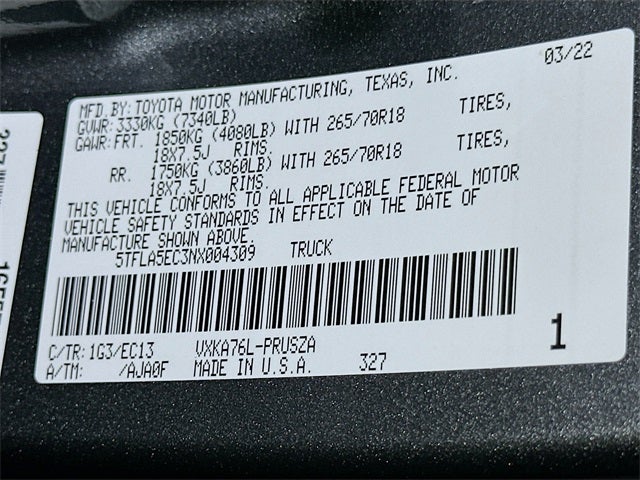 03/22
MFD.BY: TOYOTA MOTOR MANUFACTURING, TEXAS, INC.
GVWR: 3330KG (7340LB)
GAWR: FRT. 1850KG (4080LB) WITH 265/70R18 TIRES,
18X7.5J RIMS.
RR. 1750KG (3860LB) WITH 265/70R18 TIRES,
18X7.5J RIMS.
THIS VEHICLE CONFORMS TO ALL APPLICABLE FEDERAL MOTOR
VEHICLE SAFETY STANDARDS IN EFFECT ON THE DATE OF
MANUFACTURE SHOWN ABOVE.
5TFLA5EC3NX004309 TRUCK
C/TR: 1G3/EC13 VXKA76L-PRUSZA
A/TM: /AJA0F MADE IN U.S.A. 327
1